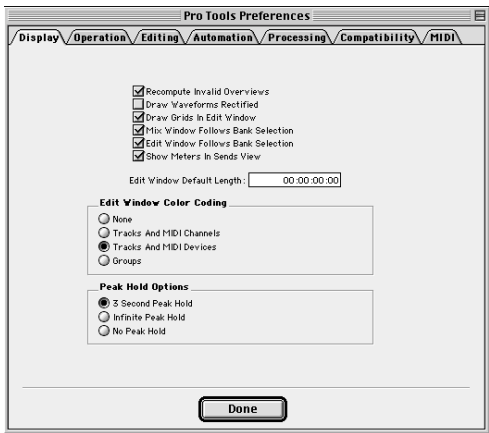 Pro Tools Preferences
Display Operation Editing Automation Processing Compatibility MIDI
Recompute Invalid Overviews
Draw Waveforms Rectified
Draw Grids In Edit Window
Mix Window Follows Bank Selection
Edit Window Follows Bank Selection
Show Meters In Sends View
Edit Window Default Length: 00:00:00:00
Edit Window Color Coding
None
Tracks And MIDI Channels
Tracks And MIDI Devices
Groups
Peak Hold Options
3 Second Peak Hold
Infinite Peak Hold
No Peak Hold
Done